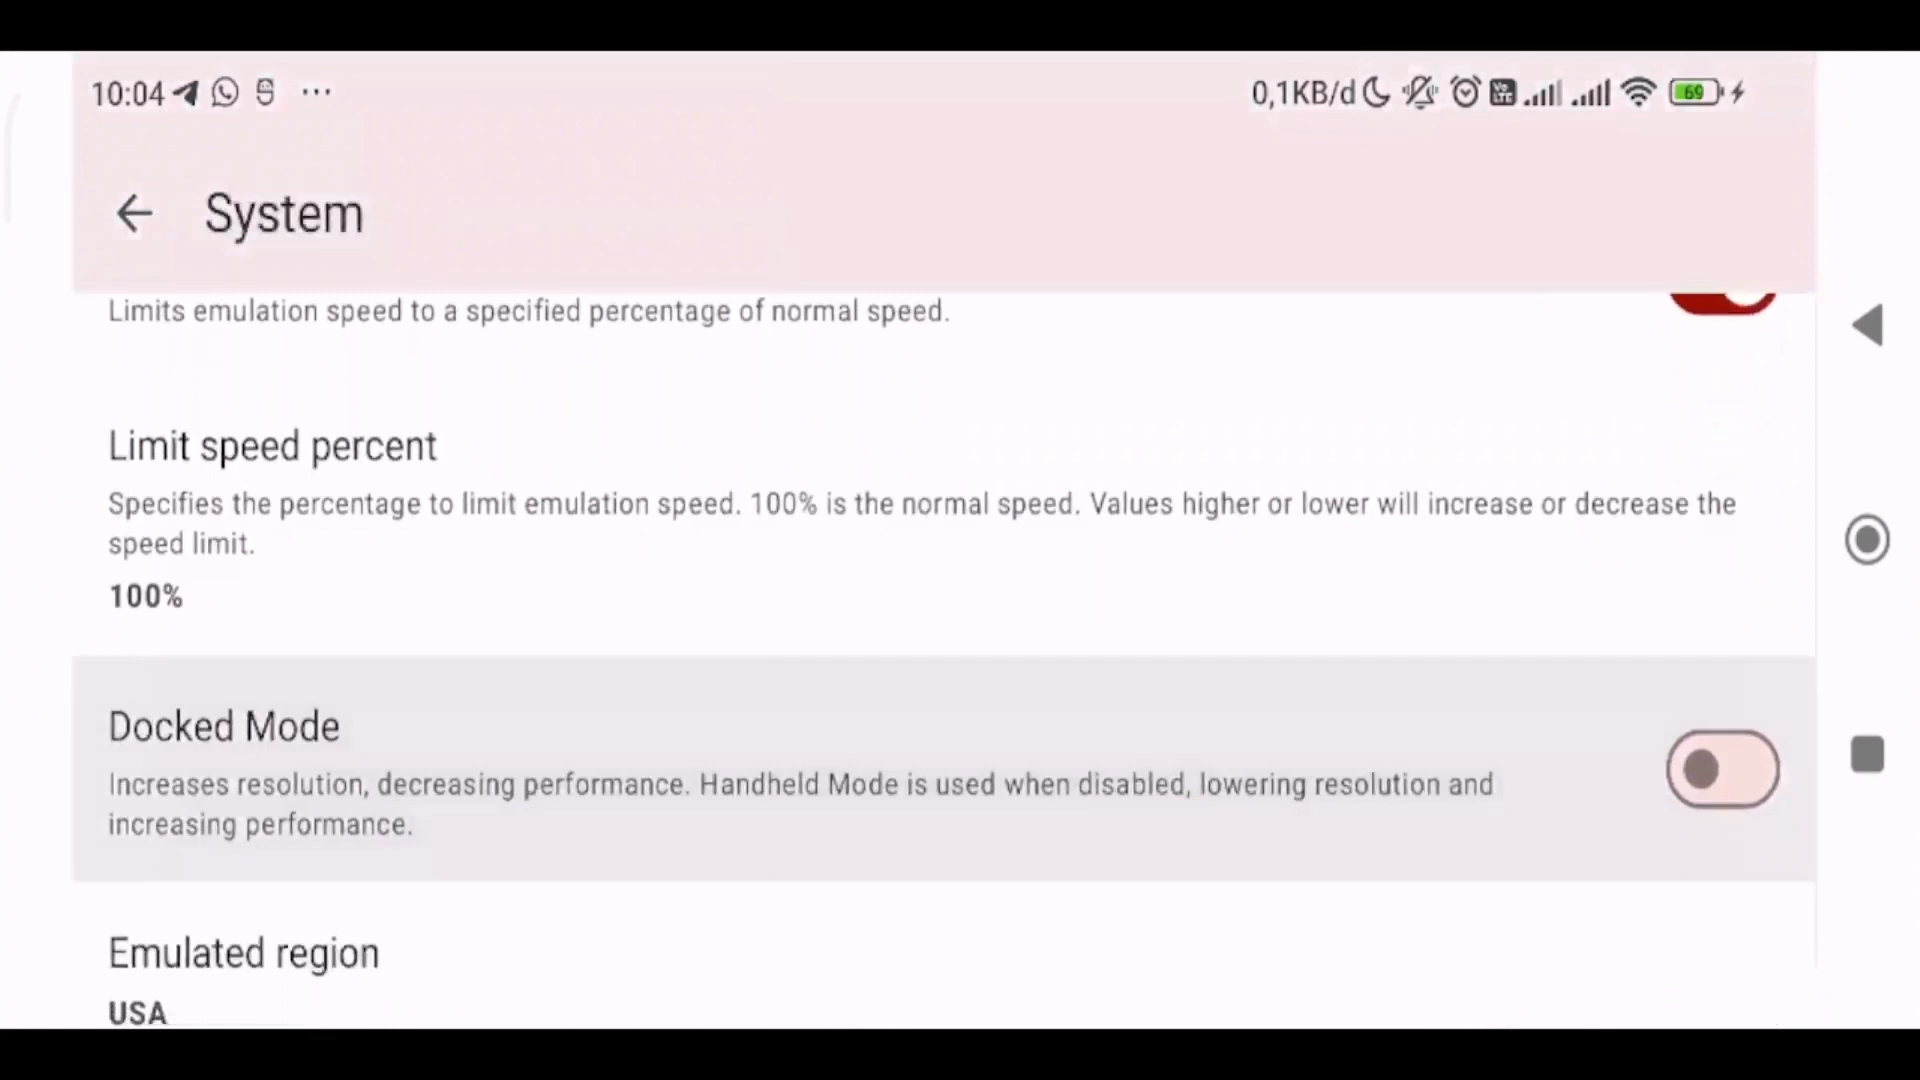 10:04 ... 0,1KB/d Vo LTE 69
System
Limits emulation speed to a specified percentage of normal speed.
Limit speed percent
Specifies the percentage to limit emulation speed. 100% is the normal speed. Values higher or lower will increase or decrease the
speed limit.
100%
Docked Mode
Increases resolution, decreasing performance. Handheld Mode is used when disabled, lowering resolution and
increasing performance.
Emulated region
USA